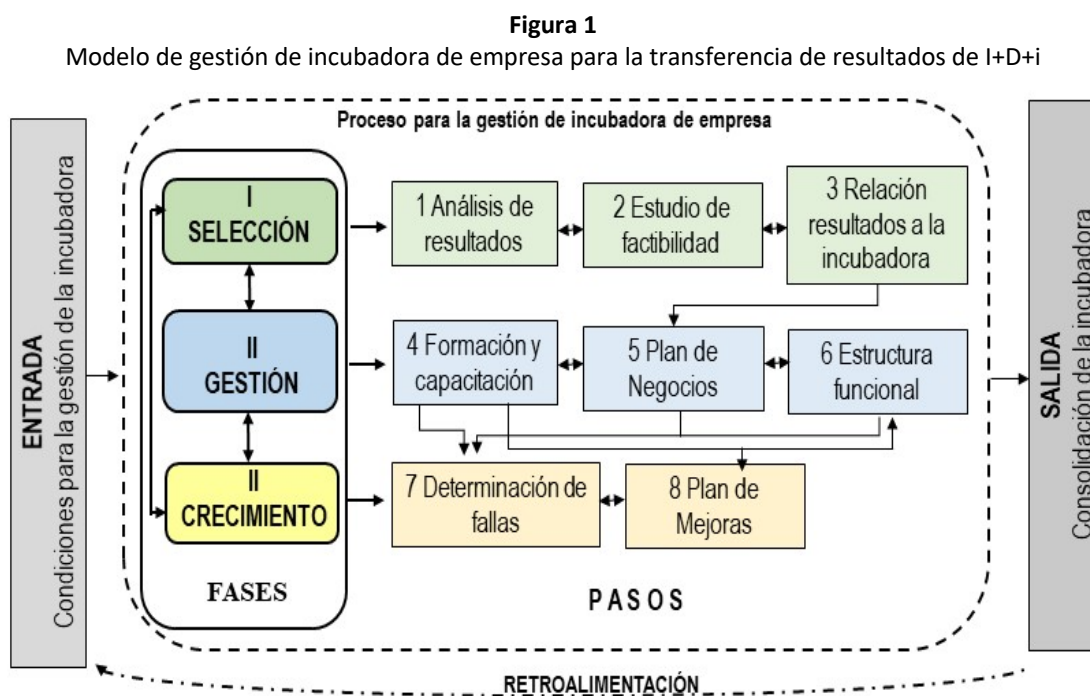 Figura 1
Modelo de gestión de incubadora de empresa para la transferencia de resultados de I+D+i
Proceso para la gestión de incubadora de empresa
ENTRADA
Condiciones para la gestión de la incubadora
I
SELECCIÓN
1 Análisis de
resultados
2 Estudio de
factibilidad
3 Relación
resultados a la
incubadora
II
GESTIÓN
4 Formación y
capacitación
5 Plan de
Negocios
6 Estructura
funcional
II
CRECIMIENTO
7 Determinación de
fallas
8 Plan de
Mejoras
FASES
PASOS
SALIDA
Consolidación de la incubadora
RETROALIMENTACIÓN